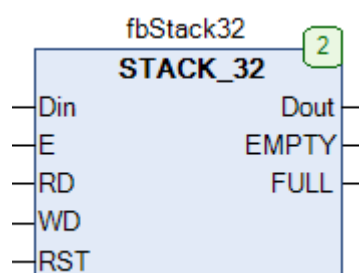 fbStack32
2
STACK_32
Din Dout
E EMPTY
RD FULL
WD
RST